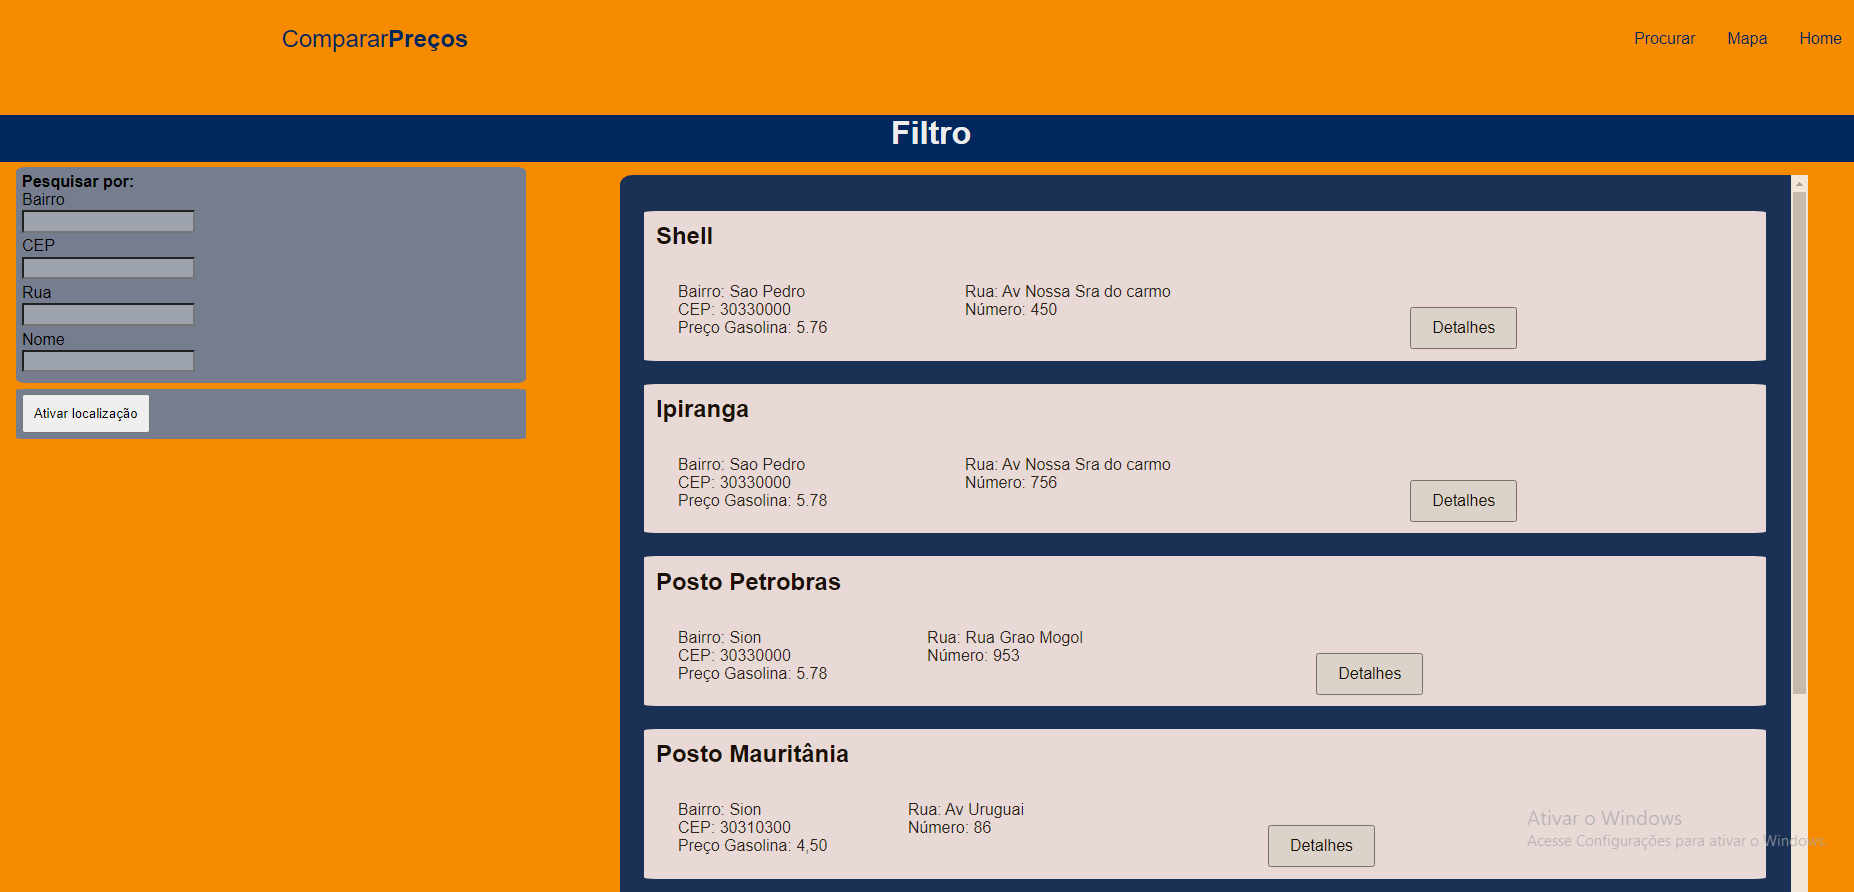 CompararPreços
Procurar Mapa Home
Filtro
Pesquisar por:
Bairro
CEP
Rua
Nome
Ativar localização
Shell
Bairro: Sao Pedro Rua: Av Nossa Sra do carmo
CEP: 30330000 Número: 450
Preço Gasolina: 5.76
Detalhes
Ipiranga
Bairro: Sao Pedro Rua: Av Nossa Sra do carmo
CEP: 30330000 Número: 756
Preço Gasolina: 5.78
Detalhes
Posto Petrobras
Bairro: Sion Rua: Rua Grao Mogol
CEP: 30330000 Número: 953
Preço Gasolina: 5.78
Detalhes
Posto Mauritânia
Bairro: Sion Rua: Av Uruguai
CEP: 30310300 Número: 86
Preço Gasolina: 4,50
Detalhes
Ativar o Windows
Acesse Configurações para ativar o Windows